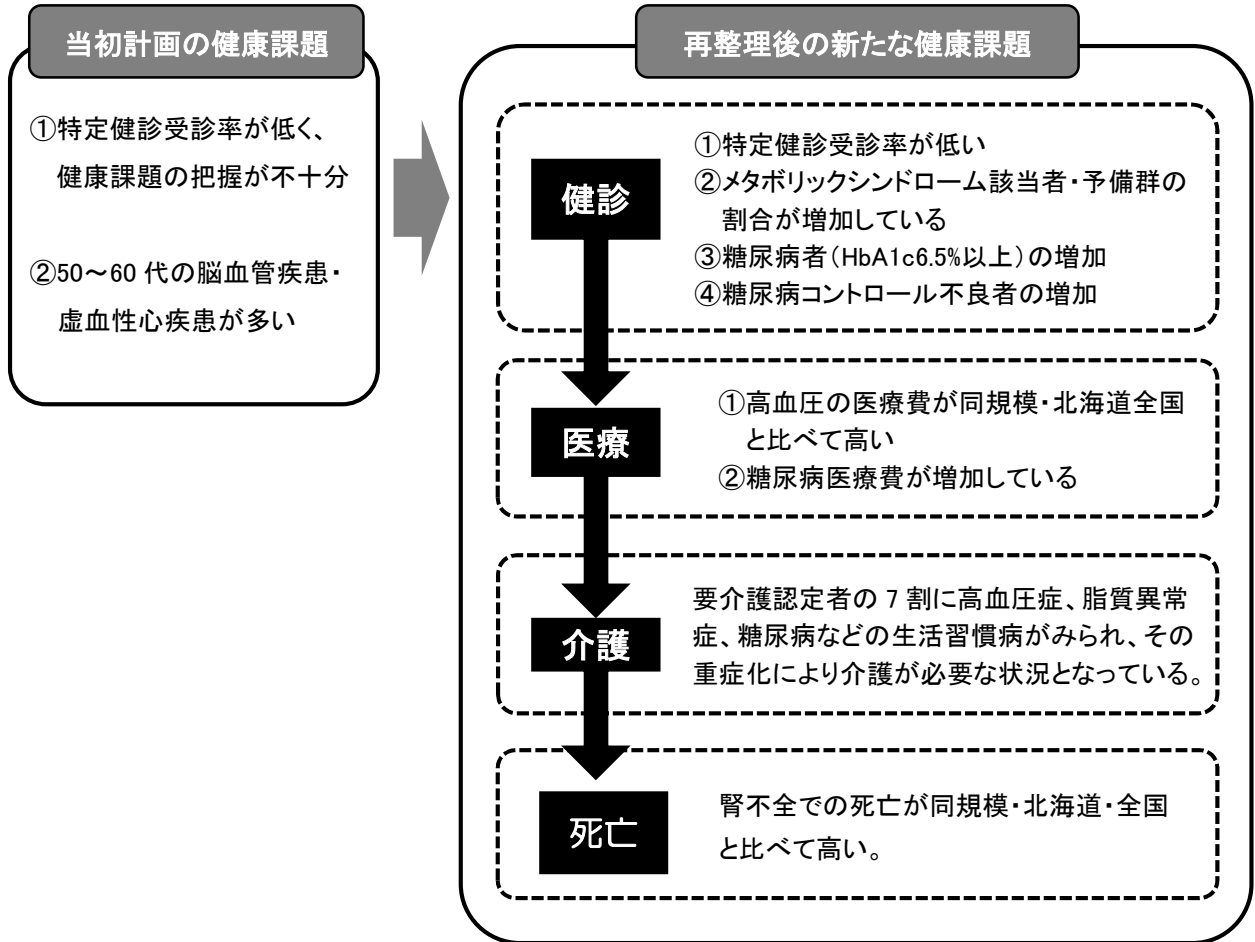 当初計画の健康課題
①特定健診受診率が低く、
健康課題の把握が不十分
②50～60代の脳血管疾患・
虚血性心疾患が多い
再整理後の新たな健康課題
健診
①特定健診受診率が低い
②メタボリックシンドローム該当者・予備群の
割合が増加している
③糖尿病者（HbA1c6.5%以上）の増加
④糖尿病コントロール不良者の増加
医療
①高血圧の医療費が同規模・北海道全国
と比べて高い
②糖尿病医療費が増加している
介護
要介護認定者の 7 割に高血圧症、脂質異常
症、糖尿病などの生活習慣病がみられ、その
重症化により介護が必要な状況となっている。
死亡
腎不全での死亡が同規模・北海道・全国
と比べて高い。